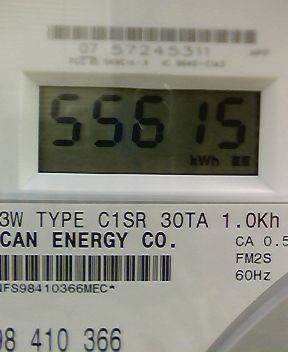 07 57245311
55615
kWh
3W TYPE C1SR 30TA 1.0Kh
CAN ENERGY CO.
CA 0.5
FM2S
60Hz
NFS98410366MEC*
98 410 366